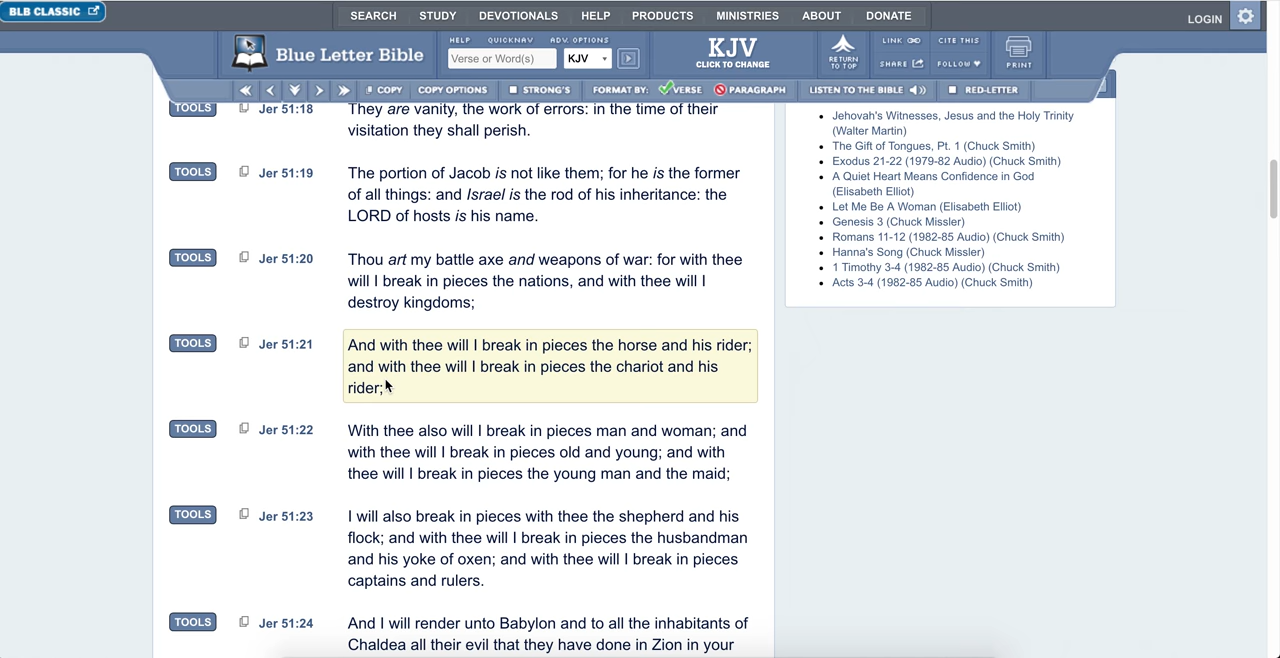 BLB CLASSIC
SEARCH STUDY DEVOTIONALS HELP PRODUCTS MINISTRIES ABOUT DONATE
LOGIN
Blue Letter Bible
HELP QUICKNAV ADV. OPTIONS
Verse or Word(s) KJV
KJV
CLICK TO CHANGE
RETURN
TO TOP
LINK CITE THIS
SHARE FOLLOW
PRINT
COPY COPY OPTIONS STRONG'S FORMAT BY: VERSE PARAGRAPH LISTEN TO THE BIBLE RED-LETTER
TOOLS Jer 51:18 They are vanity, the work of errors: in the time of their
visitation they shall perish.
TOOLS Jer 51:19 The portion of Jacob is not like them; for he is the former
of all things: and Israel is the rod of his inheritance: the
LORD of hosts is his name.
TOOLS Jer 51:20 Thou art my battle axe and weapons of war: for with thee
will I break in pieces the nations, and with thee will I
destroy kingdoms;
TOOLS Jer 51:21 And with thee will I break in pieces the horse and his rider;
and with thee will I break in pieces the chariot and his
rider;
TOOLS Jer 51:22 With thee also will I break in pieces man and woman; and
with thee will I break in pieces old and young; and with
thee will I break in pieces the young man and the maid;
TOOLS Jer 51:23 I will also break in pieces with thee the shepherd and his
flock; and with thee will I break in pieces the husbandman
and his yoke of oxen; and with thee will I break in pieces
captains and rulers.
TOOLS Jer 51:24 And I will render unto Babylon and to all the inhabitants of
Chaldea all their evil that they have done in Zion in your
Jehovah's Witnesses, Jesus and the Holy Trinity
(Walter Martin)
The Gift of Tongues, Pt. 1 (Chuck Smith)
Exodus 21-22 (1979-82 Audio) (Chuck Smith)
A Quiet Heart Means Confidence in God
(Elisabeth Elliot)
Let Me Be A Woman (Elisabeth Elliot)
Genesis 3 (Chuck Missler)
Romans 11-12 (1982-85 Audio) (Chuck Smith)
Hanna's Song (Chuck Missler)
1 Timothy 3-4 (1982-85 Audio) (Chuck Smith)
Acts 3-4 (1982-85 Audio) (Chuck Smith)